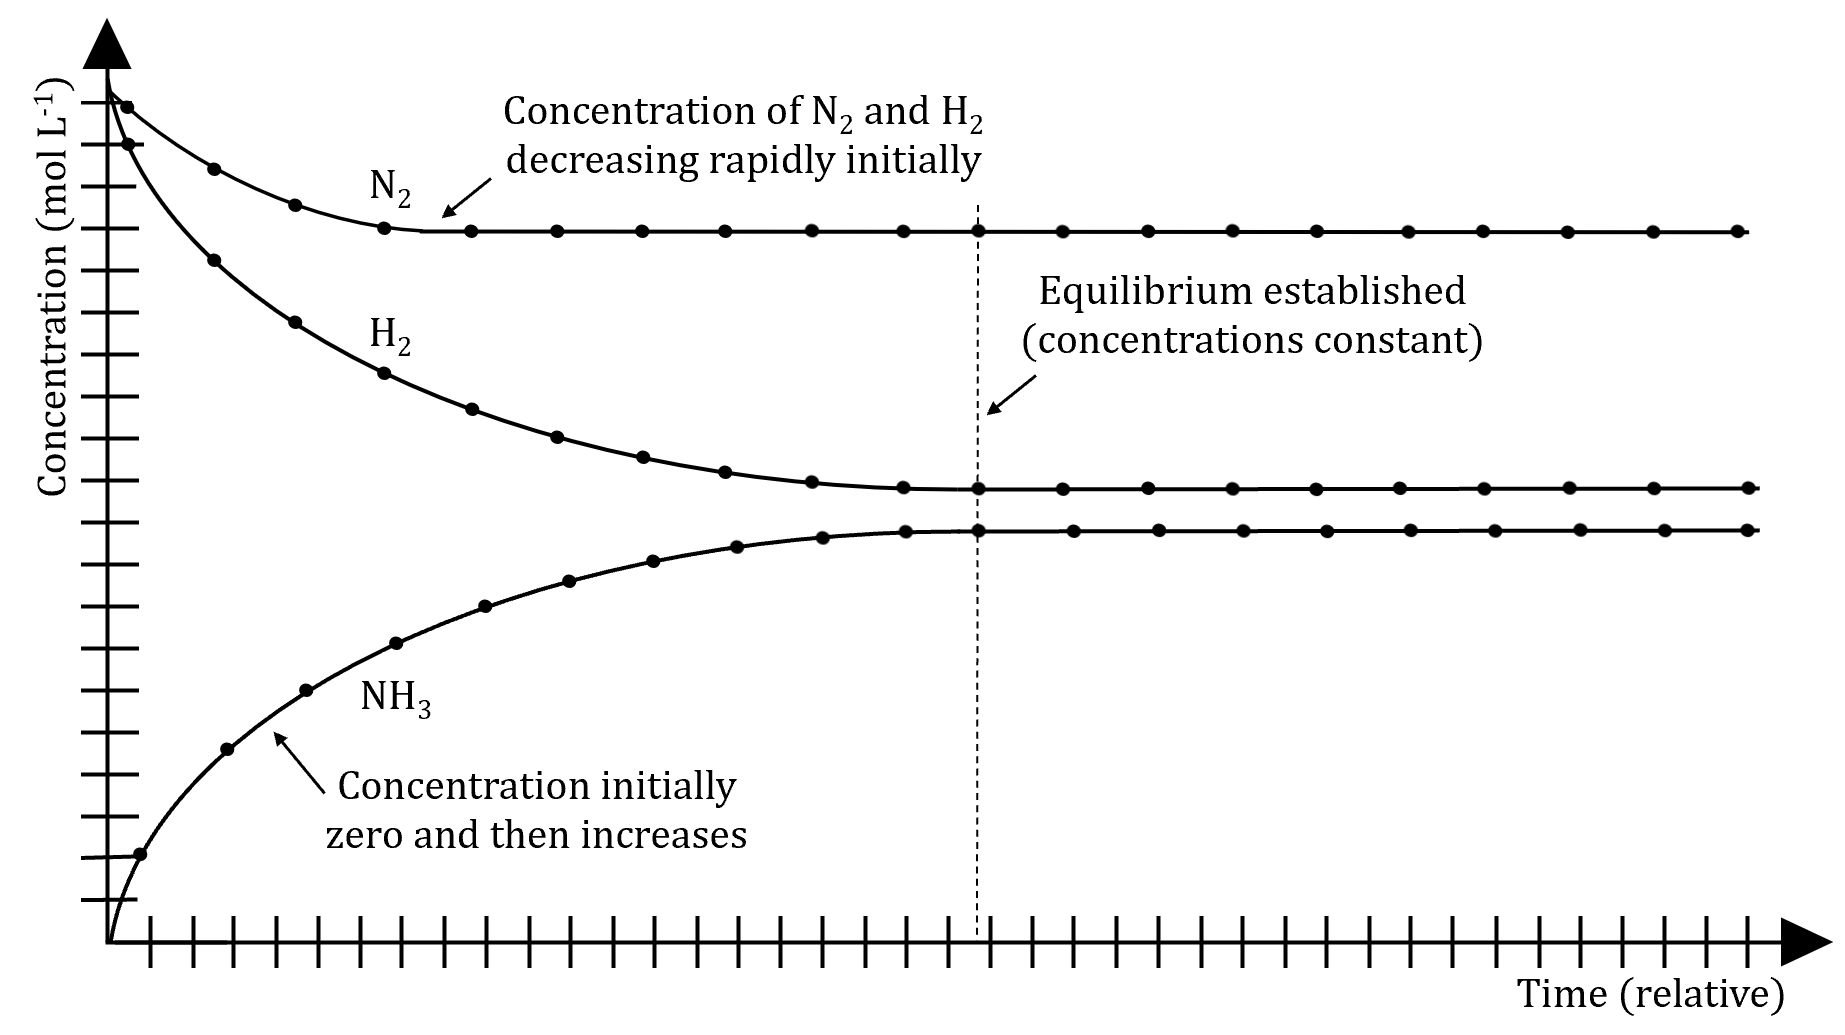 Concentration (mol L⁻¹)
Concentration of N₂ and H₂
decreasing rapidly initially
N₂
Equilibrium established
(concentrations constant)
H₂
NH₃
Concentration initially
zero and then increases
Time (relative)